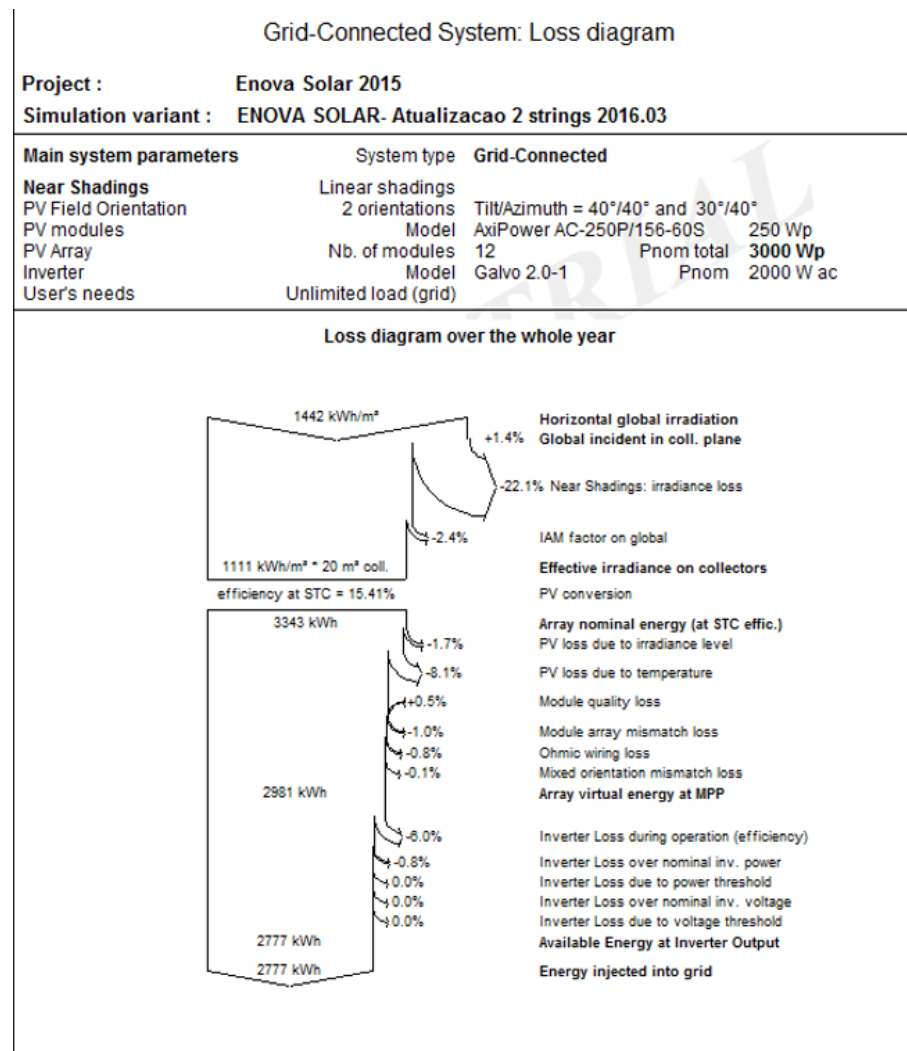 Grid-Connected System: Loss diagram
Project : Enova Solar 2015
Simulation variant : ENOVA SOLAR- Atualizacao 2 strings 2016.03
Main system parameters System type Grid-Connected
Near Shadings Linear shadings
PV Field Orientation 2 orientations Tilt/Azimuth = 40°/40° and 30°/40°
PV modules Model AxiPower AC-250P/156-60S 250 Wp
PV Array Nb. of modules 12 Pnom total 3000 Wp
Inverter Model Galvo 2.0-1 Pnom 2000 W ac
User's needs Unlimited load (grid)
TRIAL
Loss diagram over the whole year
1442 kWh/m² Horizontal global irradiation
+1.4% Global incident in coll. plane
-22.1% Near Shadings: irradiance loss
-2.4% IAM factor on global
1111 kWh/m² * 20 m² coll. Effective irradiance on collectors
efficiency at STC = 15.41% PV conversion
3343 kWh Array nominal energy (at STC effic.)
-1.7% PV loss due to irradiance level
-8.1% PV loss due to temperature
+0.5% Module quality loss
-1.0% Module array mismatch loss
-0.8% Ohmic wiring loss
-0.1% Mixed orientation mismatch loss
2981 kWh Array virtual energy at MPP
-6.0% Inverter Loss during operation (efficiency)
-0.8% Inverter Loss over nominal inv. power
0.0% Inverter Loss due to power threshold
0.0% Inverter Loss over nominal inv. voltage
0.0% Inverter Loss due to voltage threshold
2777 kWh Available Energy at Inverter Output
2777 kWh Energy injected into grid